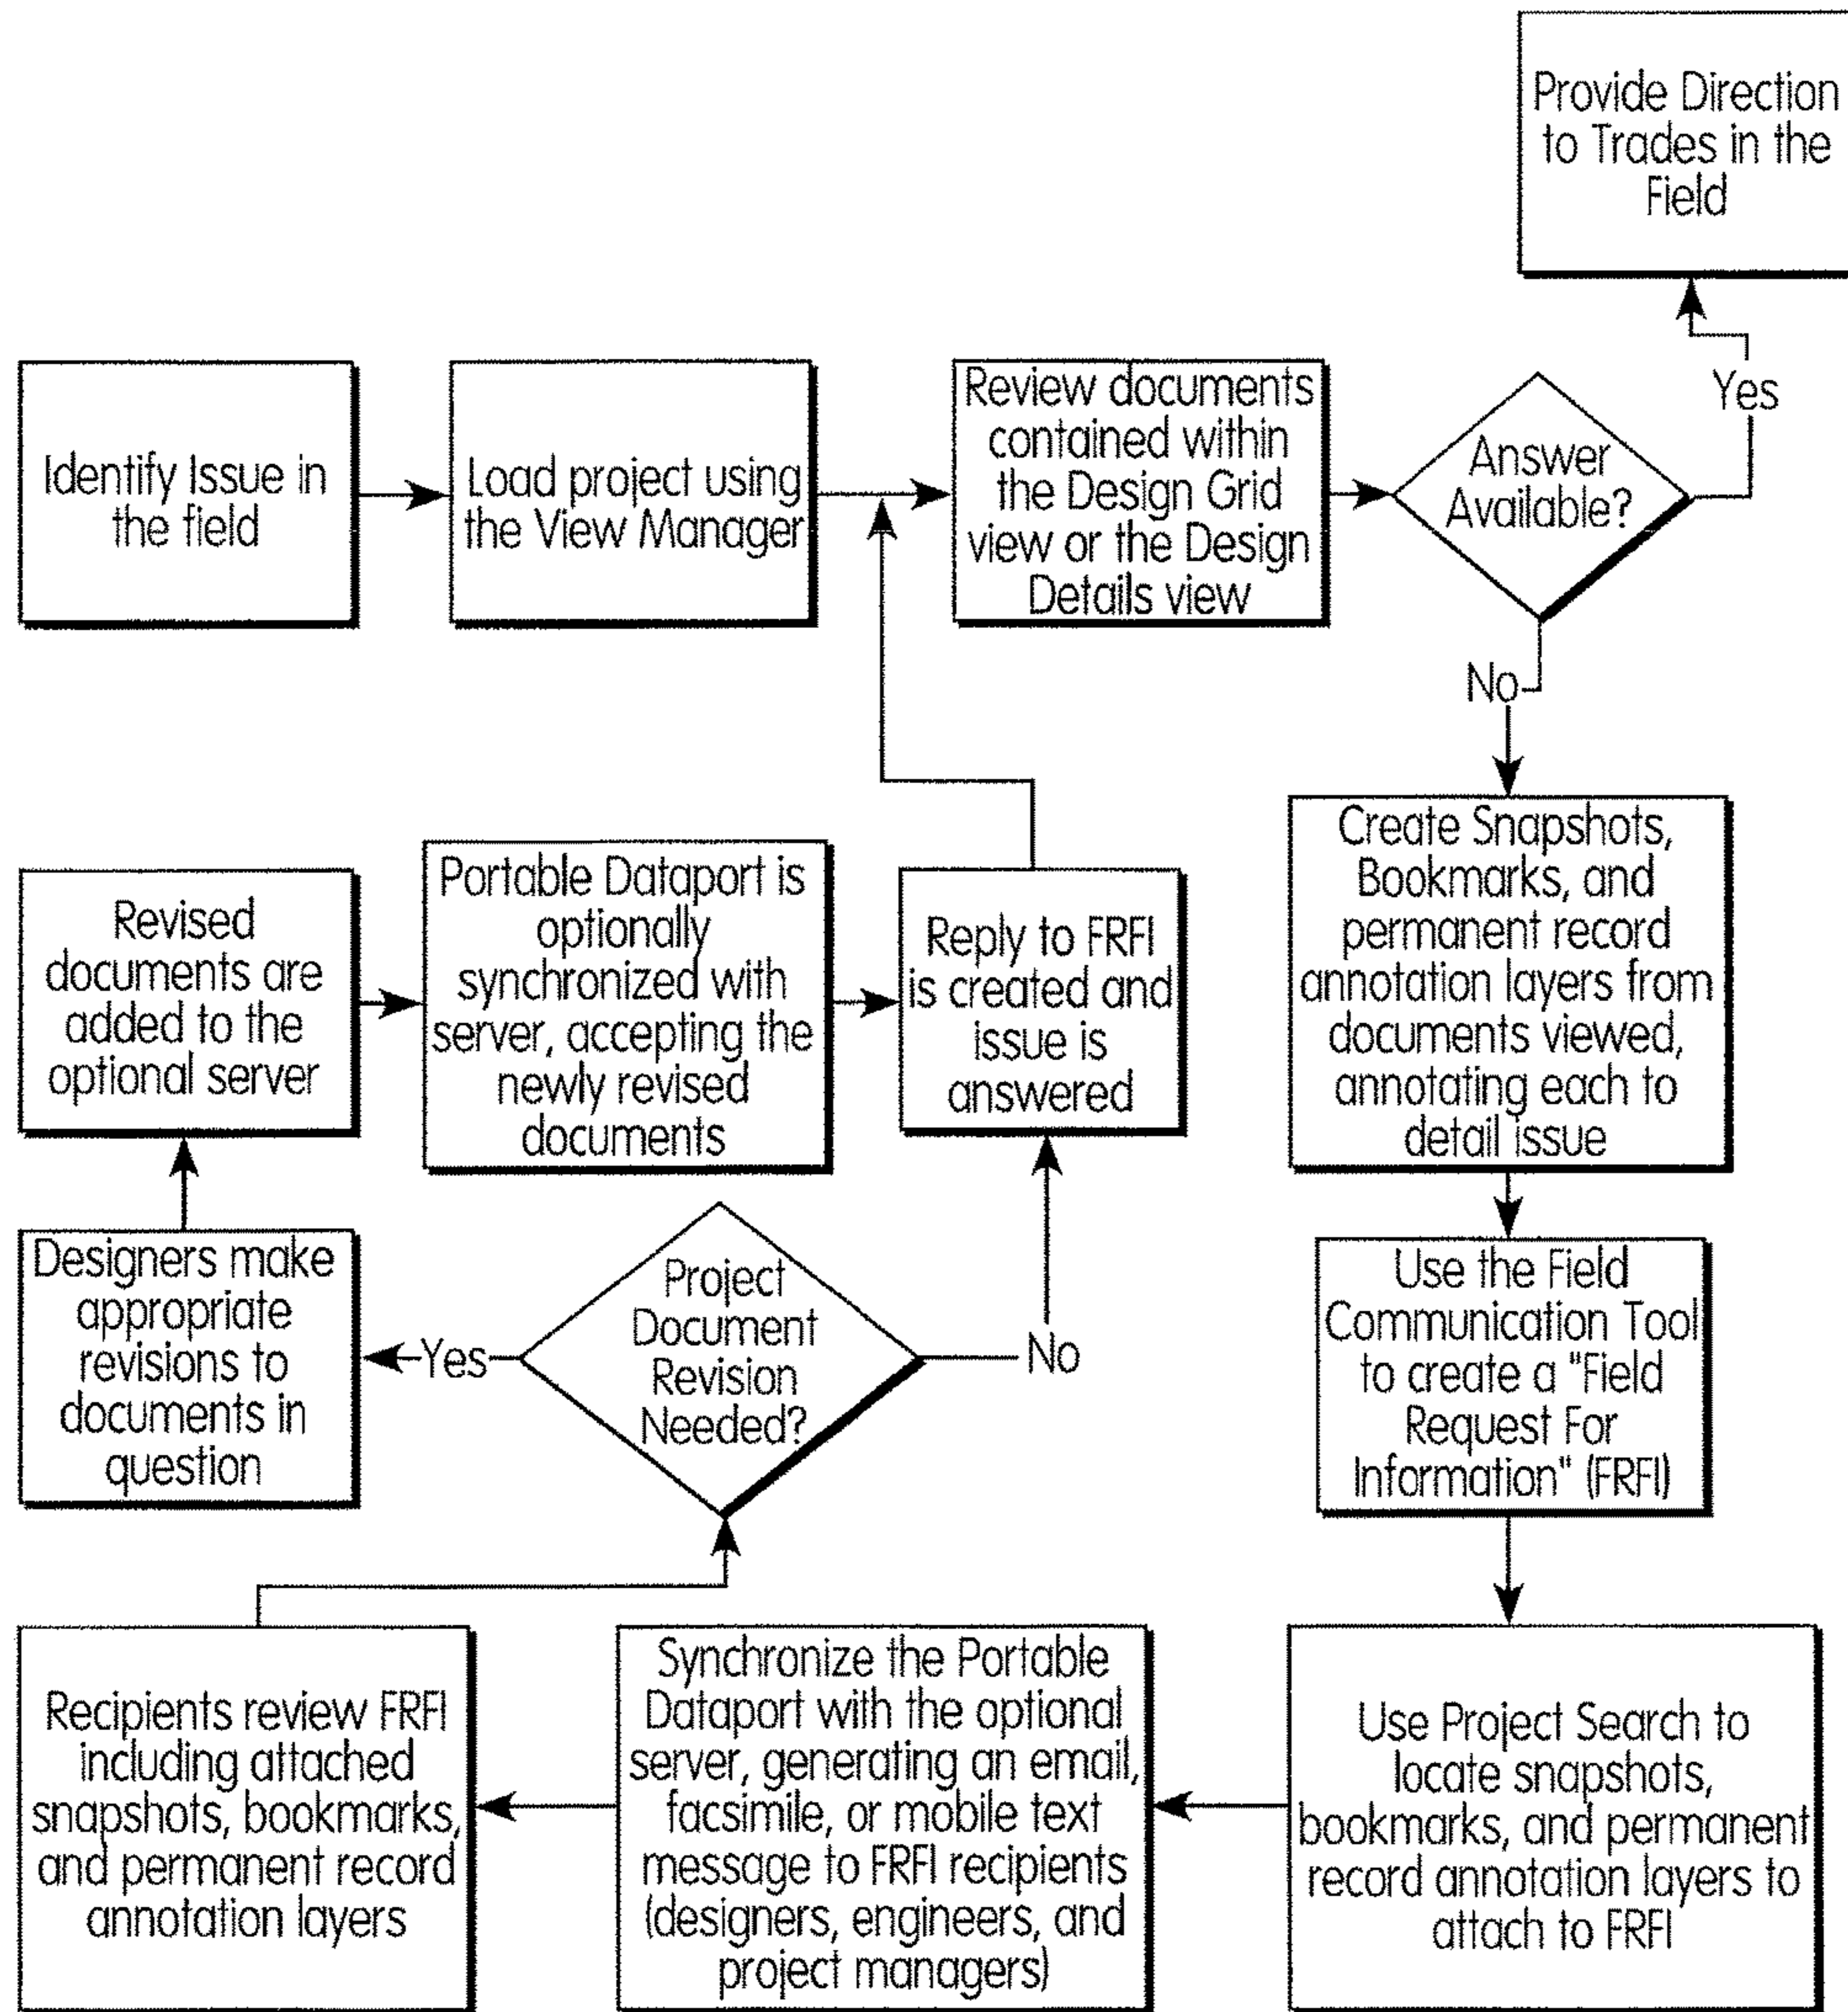 Provide Direction
to Trades in the
Field
Identify Issue in
the field
Load project using
the View Manager
Review documents
contained within
the Design Grid
view or the Design
Details view
Answer
Available?
Yes
No
Create Snapshots,
Bookmarks, and
permanent record
annotation layers from
documents viewed,
annotating each to
detail issue
Revised
documents are
added to the
optional server
Portable Dataport is
optionally
synchronized with
server, accepting the
newly revised
documents
Reply to FRFI
is created and
issue is
answered
Designers make
appropriate
revisions to
documents in
question
Yes
Project
Document
Revision
Needed?
No
Use the Field
Communication Tool
to create a "Field
Request For
Information" (FRFI)
Recipients review FRFI
including attached
snapshots, bookmarks,
and permanent record
annotation layers
Synchronize the Portable
Dataport with the optional
server, generating an email,
facsimile, or mobile text
message to FRFI recipients
(designers, engineers, and
project managers)
Use Project Search to
locate snapshots,
bookmarks, and permanent
record annotation layers to
attach to FRFI